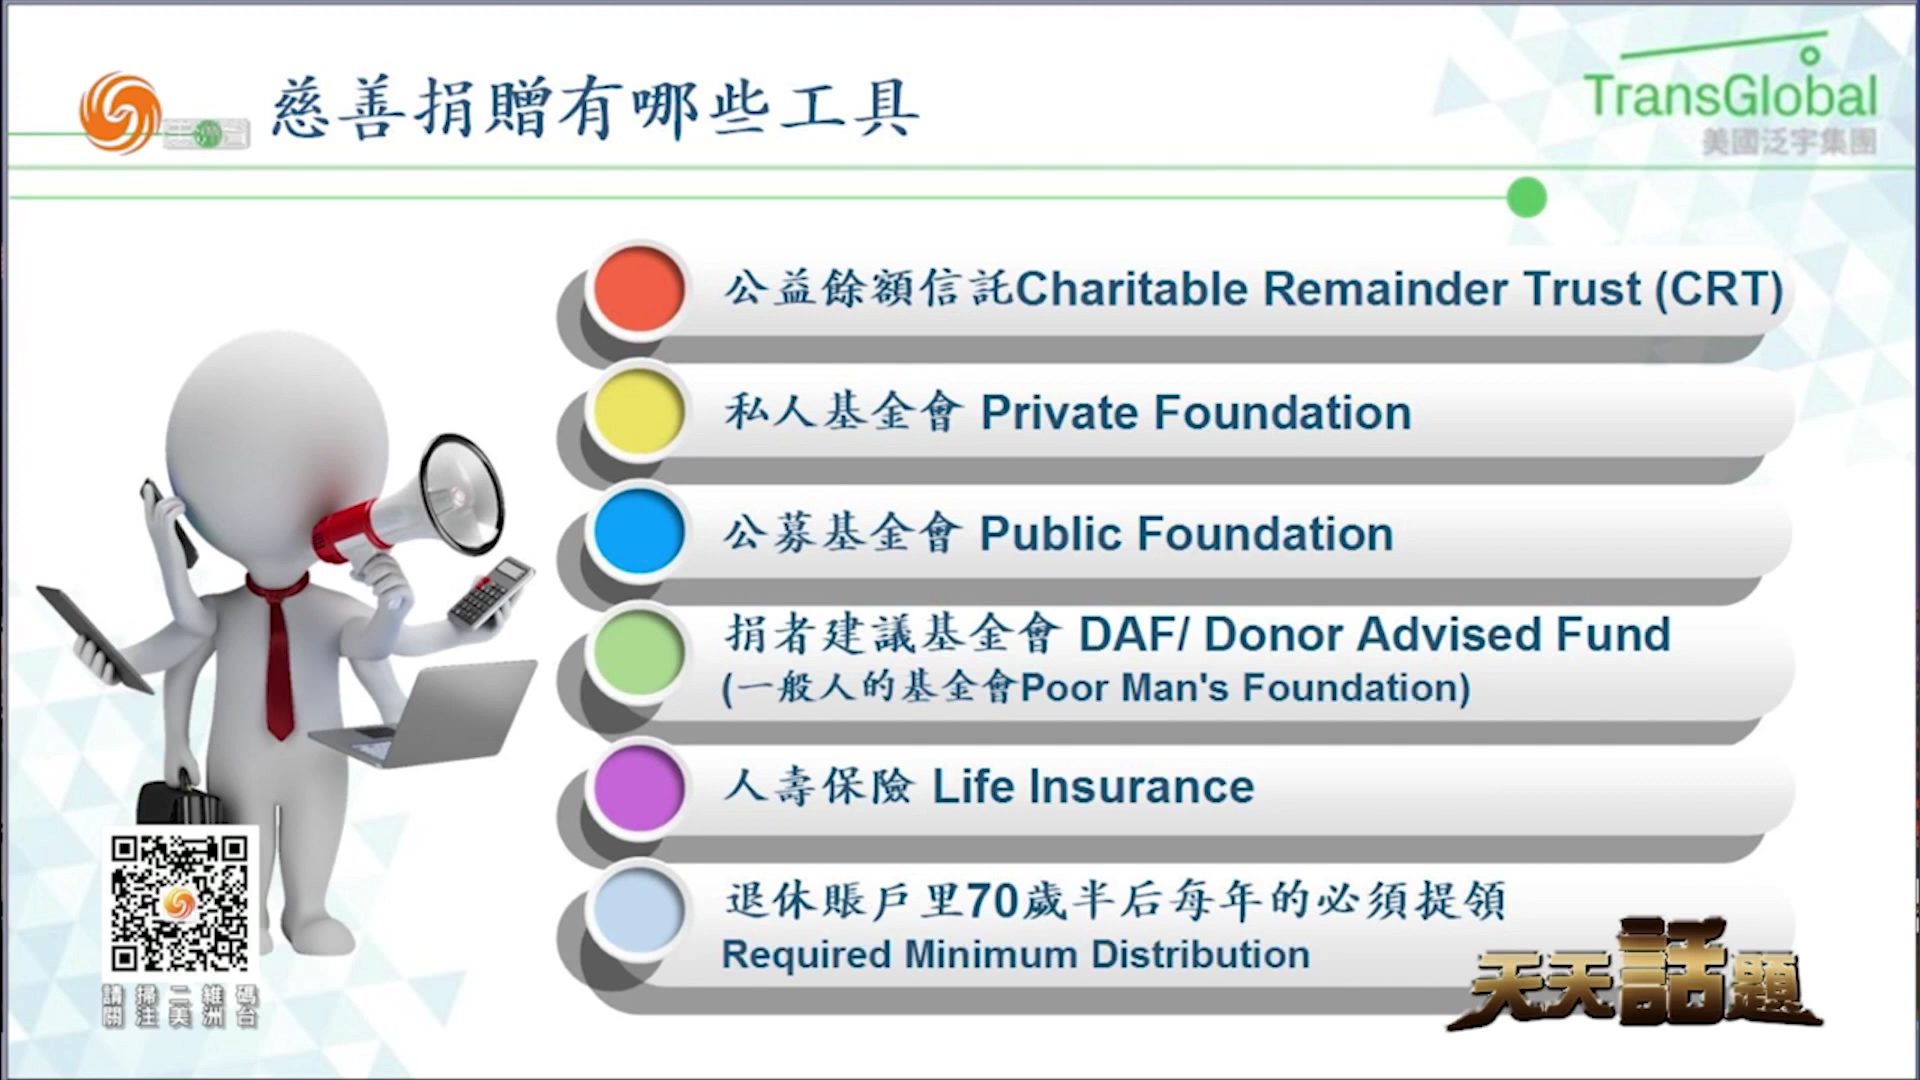 慈善捐贈有哪些工具
TransGlobal
美國泛宇集團
公益餘額信託Charitable Remainder Trust (CRT)
私人基金會 Private Foundation
公募基金會 Public Foundation
捐者建議基金會 DAF/ Donor Advised Fund
(一般人的基金會Poor Man's Foundation)
人壽保險 Life Insurance
退休賬戶里70歲半后每年的必須提領
Required Minimum Distribution
請掃二維碼
關注美洲台
天天話題